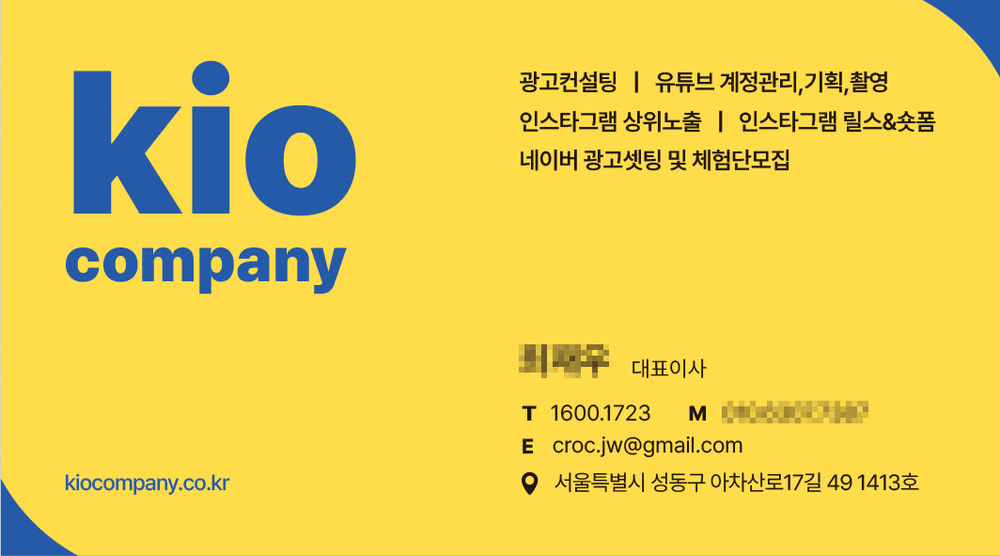 kio
company
광고컨설팅 | 유튜브 계정관리,기획,촬영
인스타그램 상위노출 | 인스타그램 릴스&숏폼
네이버 광고셋팅 및 체험단모집
대표이사
T 1600.1723 M
E croc.jw@gmail.com
서울특별시 성동구 아차산로17길 49 1413호
kiocompany.co.kr